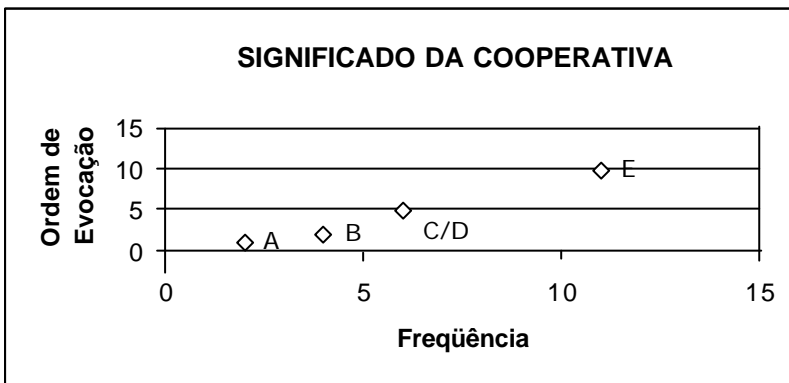 SIGNIFICADO DA COOPERATIVA
Ordem de
Evocação
15
10
5
0
A
B
C/D
E
0
5
10
15
Freqüência